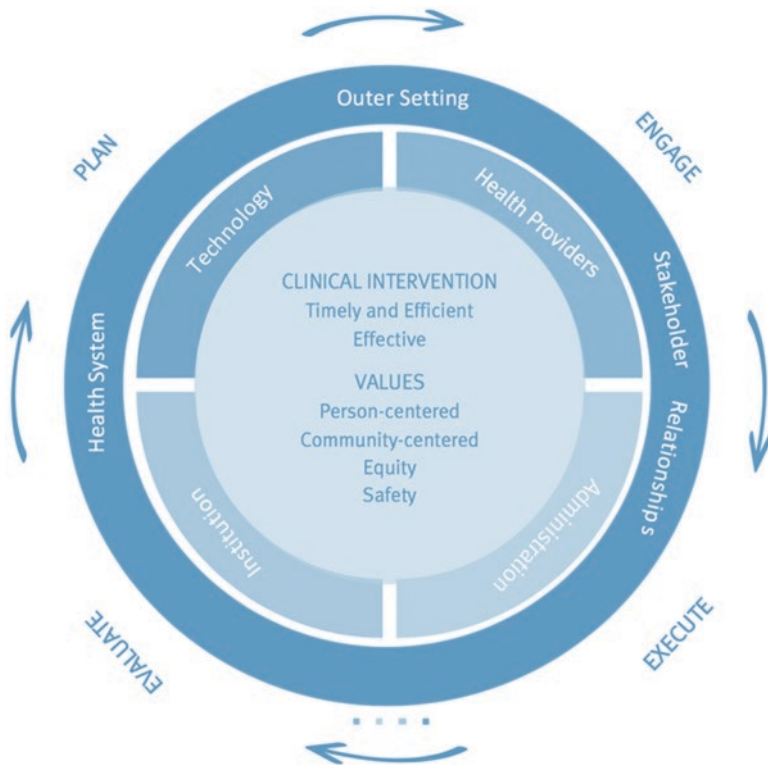 Outer Setting
PLAN
ENGAGE
Technology
Health Providers
Stakeholder
Relationships
Health System
CLINICAL INTERVENTION
Timely and Efficient
Effective
VALUES
Person-centered
Community-centered
Equity
Safety
Institution
Administration
EVALUATE
EXECUTE